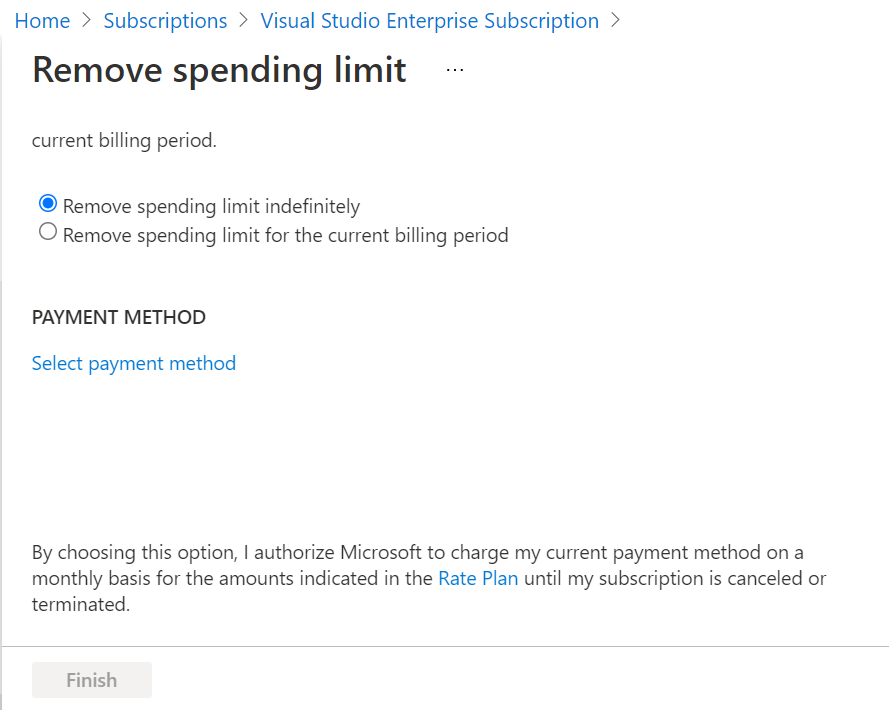 Home > Subscriptions > Visual Studio Enterprise Subscription >
Remove spending limit ...
current billing period.
Remove spending limit indefinitely
Remove spending limit for the current billing period
PAYMENT METHOD
Select payment method
By choosing this option, I authorize Microsoft to charge my current payment method on a
monthly basis for the amounts indicated in the Rate Plan until my subscription is canceled or
terminated.
Finish